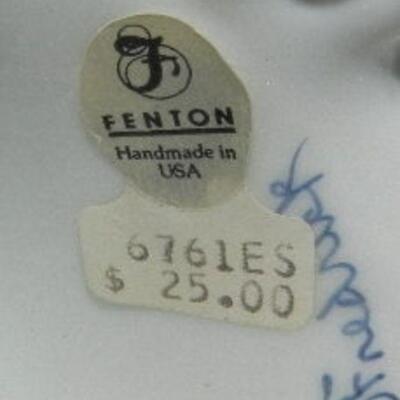 F
FENTON
Handmade in
USA
6761ES
$ 25.00